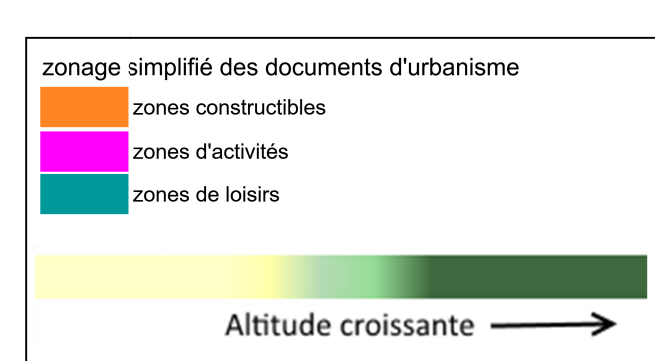 zonage simplifié des documents d'urbanisme
zones constructibles
zones d'activités
zones de loisirs
Altitude croissante